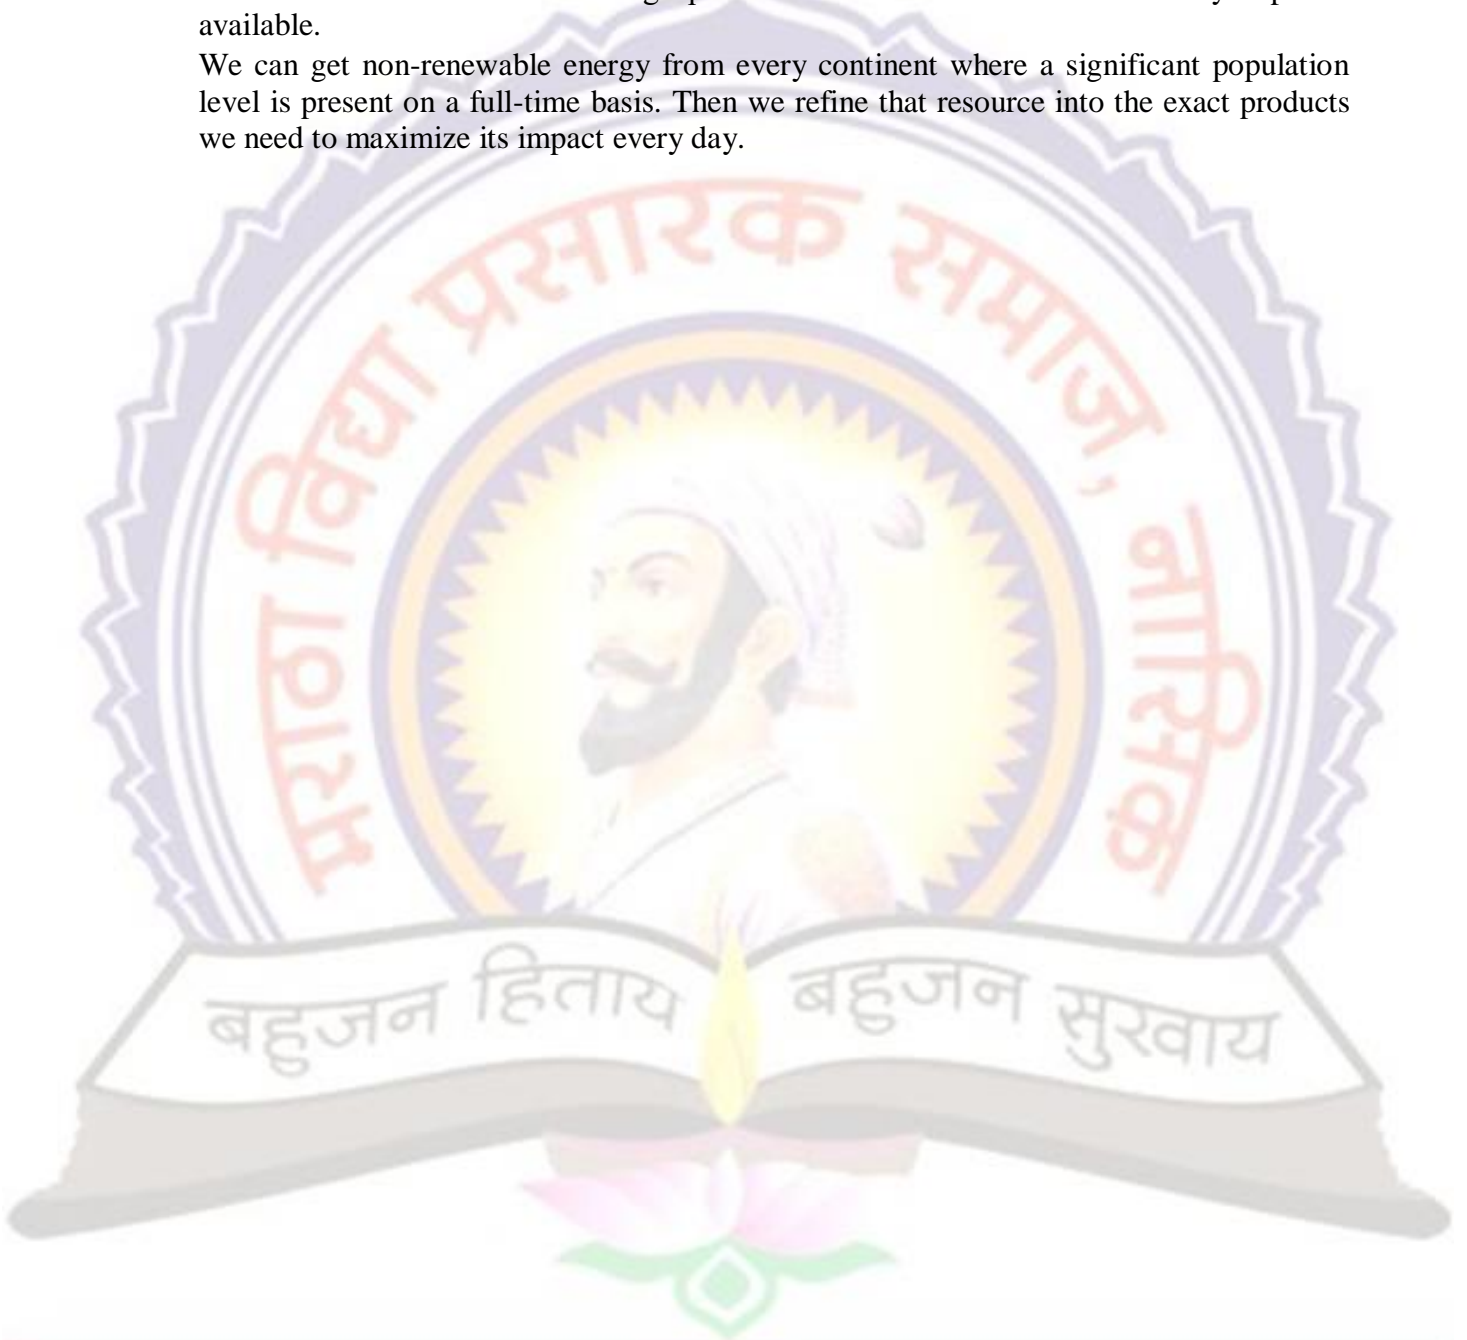 available.
We can get non-renewable energy from every continent where a significant population
level is present on a full-time basis. Then we refine that resource into the exact products
we need to maximize its impact every day.
मराठा विद्या प्रसारक समाज, नासिक
बहुजन हिताय बहुजन सुखाय